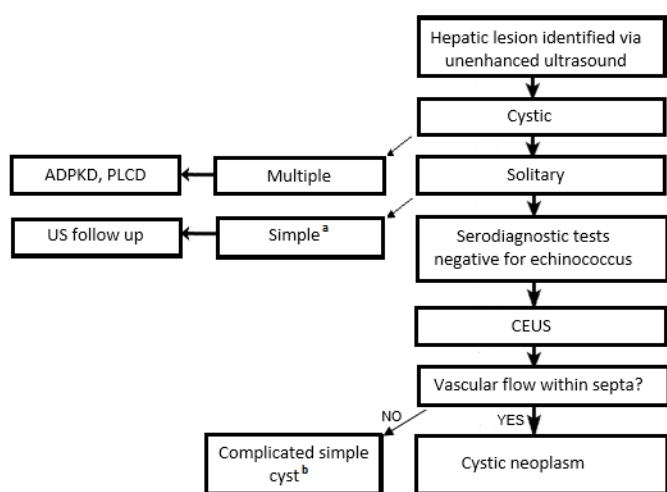 Hepatic lesion identified via
unenhanced ultrasound
Cystic
ADPKD, PLCD
Multiple
Solitary
US follow up
Simple a
Serodiagnostic tests
negative for echinococcus
CEUS
Vascular flow within septa?
NO
YES
Complicated simple
cyst b
Cystic neoplasm